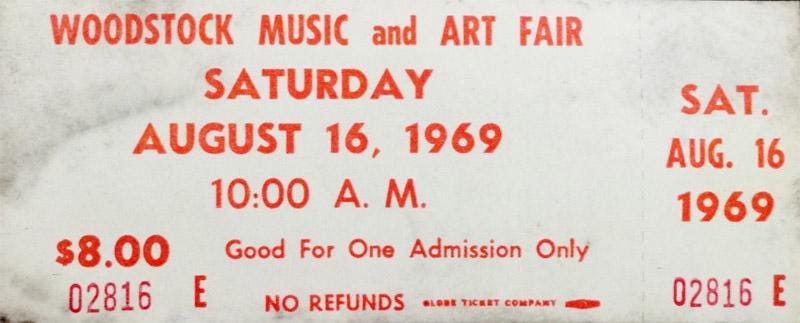 WOODSTOCK MUSIC and ART FAIR
SATURDAY
AUGUST 16, 1969
10:00 A. M.
$8.00 Good For One Admission Only
02816 E
NO REFUNDS GLOBE TICKET COMPANY
SAT.
AUG. 16
1969
02816 E